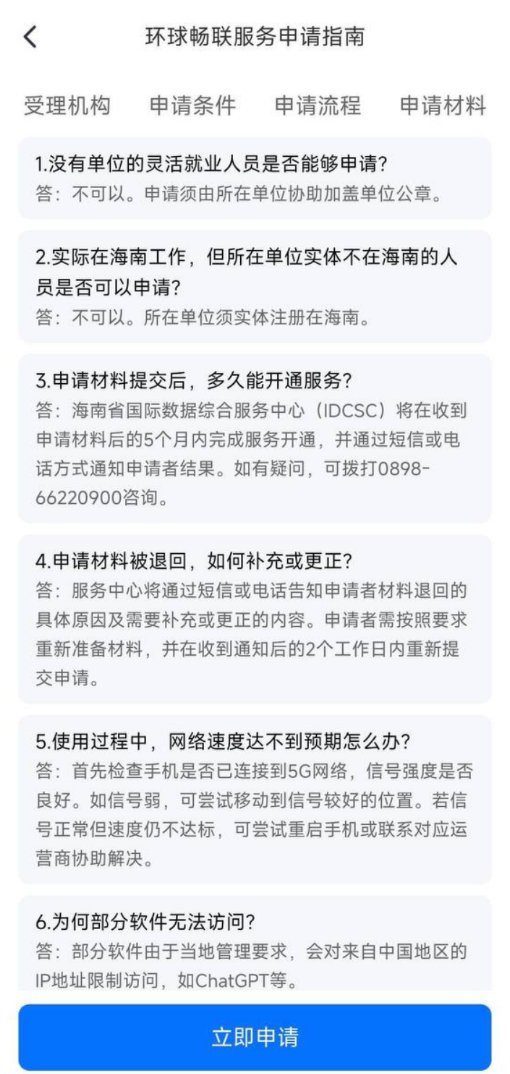 环球畅联服务申请指南
受理机构 申请条件 申请流程 申请材料
1.没有单位的灵活就业人员是否能够申请?
答：不可以。申请须由所在单位协助加盖单位公章。
2.实际在海南工作，但所在单位实体不在海南的人
员是否可以申请?
答：不可以。所在单位须实体注册在海南。
3.申请材料提交后，多久能开通服务?
答：海南省国际数据综合服务中心（IDCSC）将在收到
申请材料后的5个月内完成服务开通，并通过短信或电
话方式通知申请者结果。如有疑问，可拨打0898-
66220900咨询。
4.申请材料被退回，如何补充或更正?
答：服务中心将通过短信或电话告知申请者材料退回的
具体原因及需要补充或更正的内容。申请者需按照要求
重新准备材料，并在收到通知后的2个工作日内重新提
交申请。
5.使用过程中，网络速度达不到预期怎么办?
答：首先检查手机是否已连接到5G网络，信号强度是否
良好。如信号弱，可尝试移动到信号较好的位置。若信
号正常但速度仍不达标，可尝试重启手机或联系对应运
营商协助解决。
6.为何部分软件无法访问?
答：部分软件由于当地管理要求，会对来自中国地区的
IP地址限制访问，如ChatGPT等。
立即申请